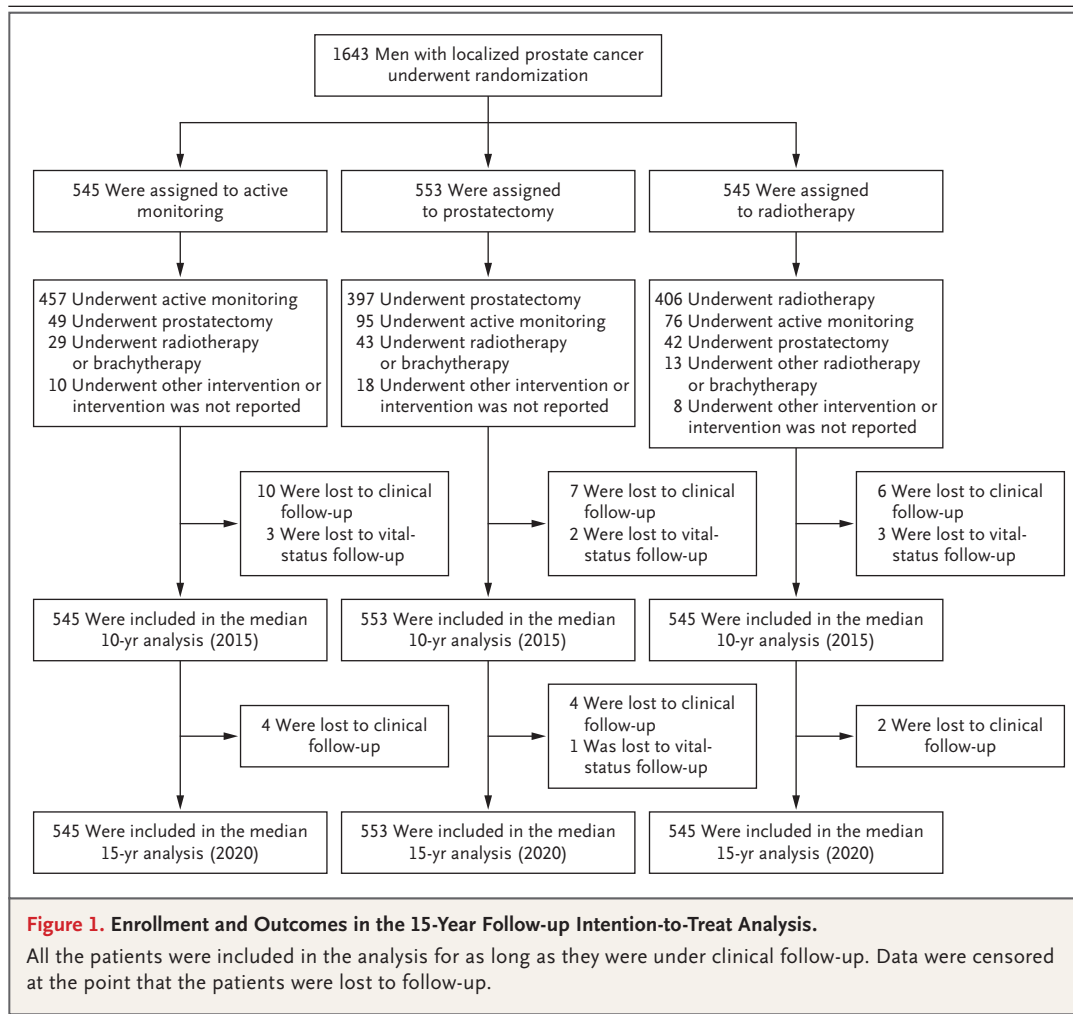 1643 Men with localized prostate cancer
underwent randomization
545 Were assigned to active
monitoring
553 Were assigned
to prostatectomy
545 Were assigned
to radiotherapy
457 Underwent active monitoring
49 Underwent prostatectomy
29 Underwent radiotherapy
or brachytherapy
10 Underwent other intervention or
intervention was not reported
397 Underwent prostatectomy
95 Underwent active monitoring
43 Underwent radiotherapy
or brachytherapy
18 Underwent other intervention or
intervention was not reported
406 Underwent radiotherapy
76 Underwent active monitoring
42 Underwent prostatectomy
13 Underwent other radiotherapy
or brachytherapy
8 Underwent other intervention or
intervention was not reported
10 Were lost to clinical
follow-up
3 Were lost to vital-
status follow-up
7 Were lost to clinical
follow-up
2 Were lost to vital-
status follow-up
6 Were lost to clinical
follow-up
3 Were lost to vital-
status follow-up
545 Were included in the median
10-yr analysis (2015)
553 Were included in the median
10-yr analysis (2015)
545 Were included in the median
10-yr analysis (2015)
4 Were lost to clinical
follow-up
4 Were lost to clinical
follow-up
1 Was lost to vital-
status follow-up
2 Were lost to clinical
follow-up
545 Were included in the median
15-yr analysis (2020)
553 Were included in the median
15-yr analysis (2020)
545 Were included in the median
15-yr analysis (2020)
Figure 1. Enrollment and Outcomes in the 15-Year Follow-up Intention-to-Treat Analysis.
All the patients were included in the analysis for as long as they were under clinical follow-up. Data were censored
at the point that the patients were lost to follow-up.